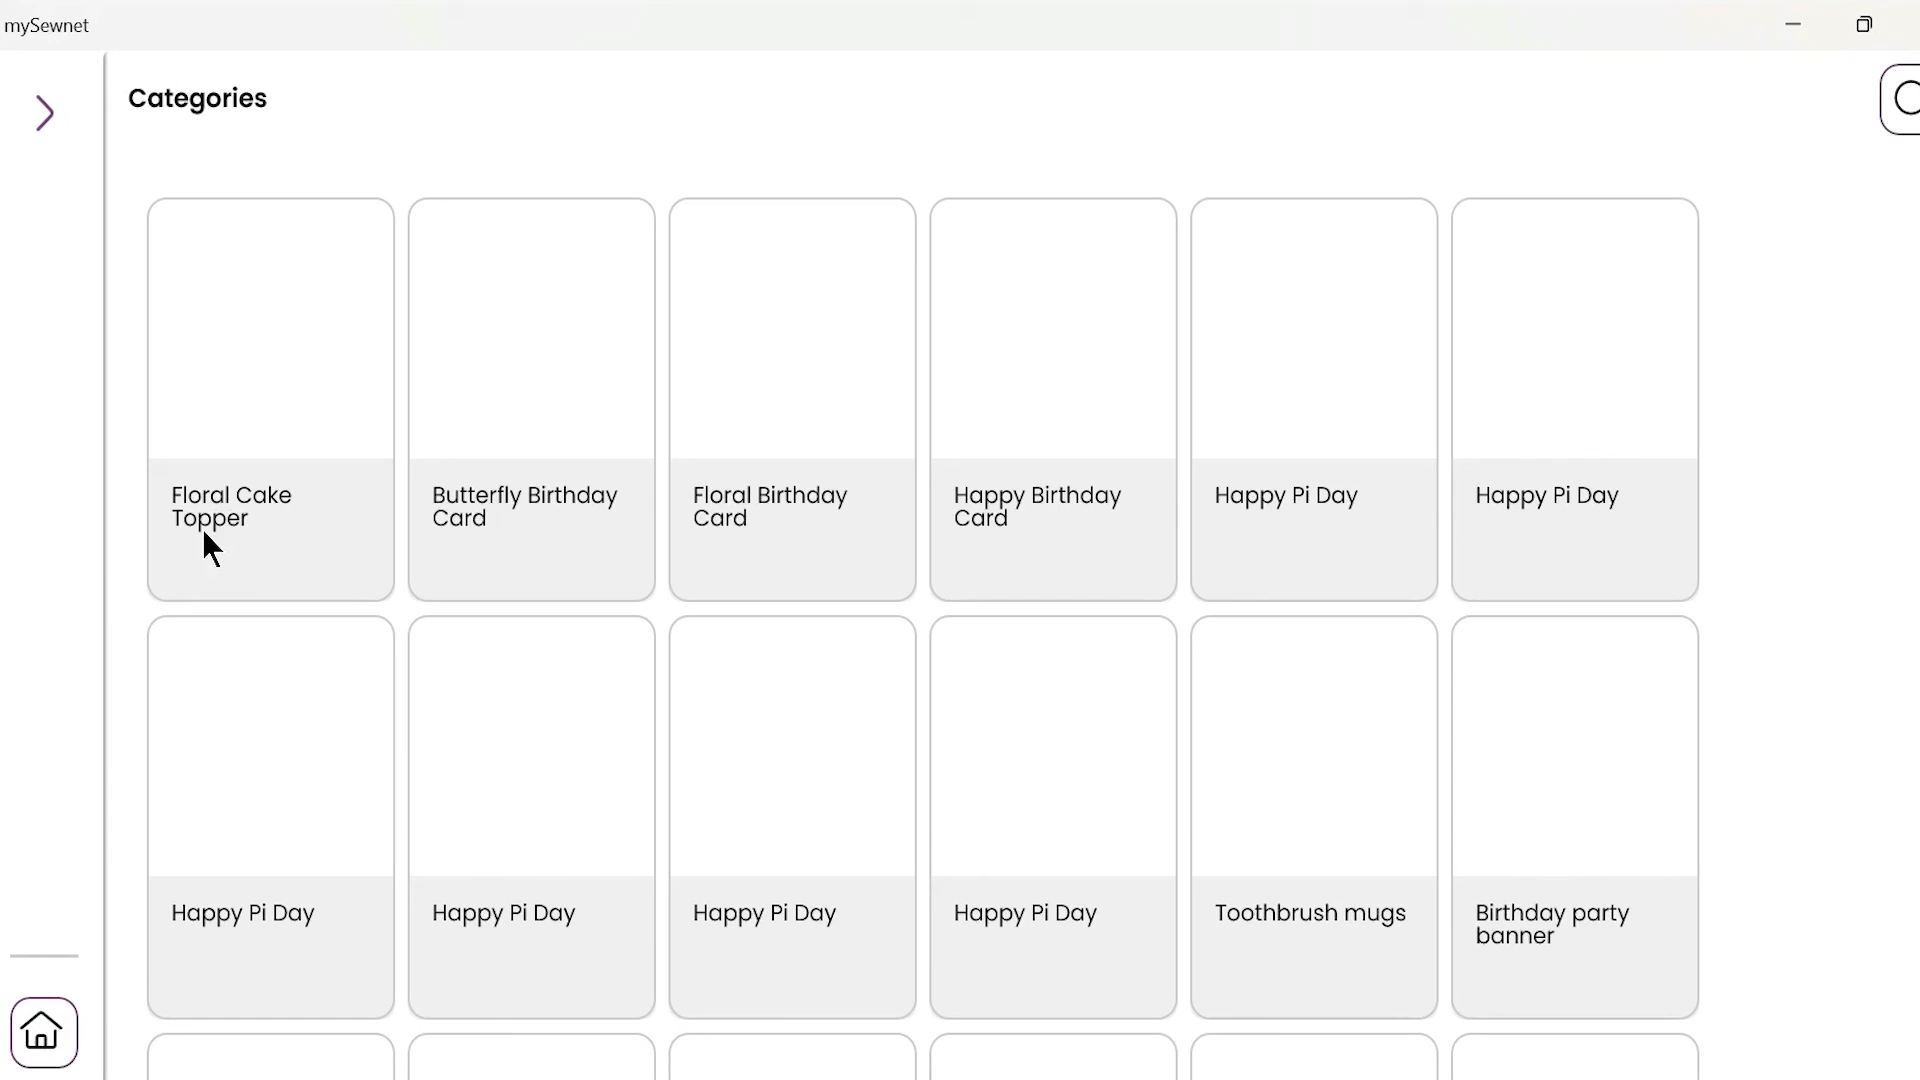 mySewnet
Categories
Floral Cake
Topper
Butterfly Birthday
Card
Floral Birthday
Card
Happy Birthday
Card
Happy Pi Day
Happy Pi Day
Happy Pi Day
Happy Pi Day
Happy Pi Day
Happy Pi Day
Toothbrush mugs
Birthday party
banner